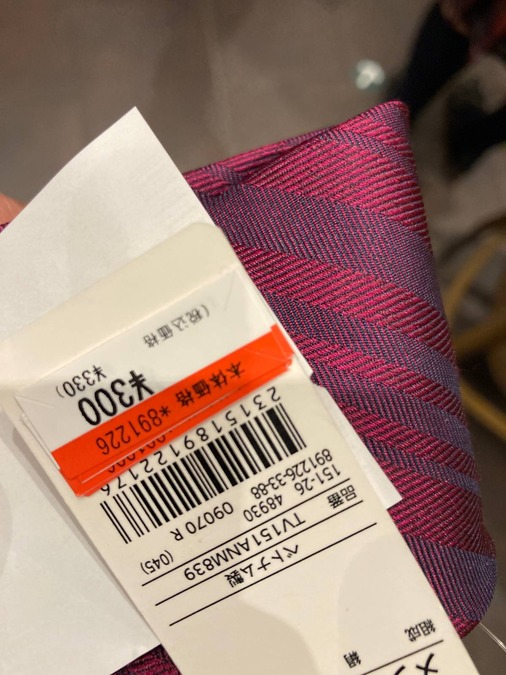 組成 絹
ベトナム製
品番 TV151ANM839 (045)
151-26 48930 09070 R
891226-33-88
2315189122176
本体価格 *891226
¥300
(税込価格 ¥330)